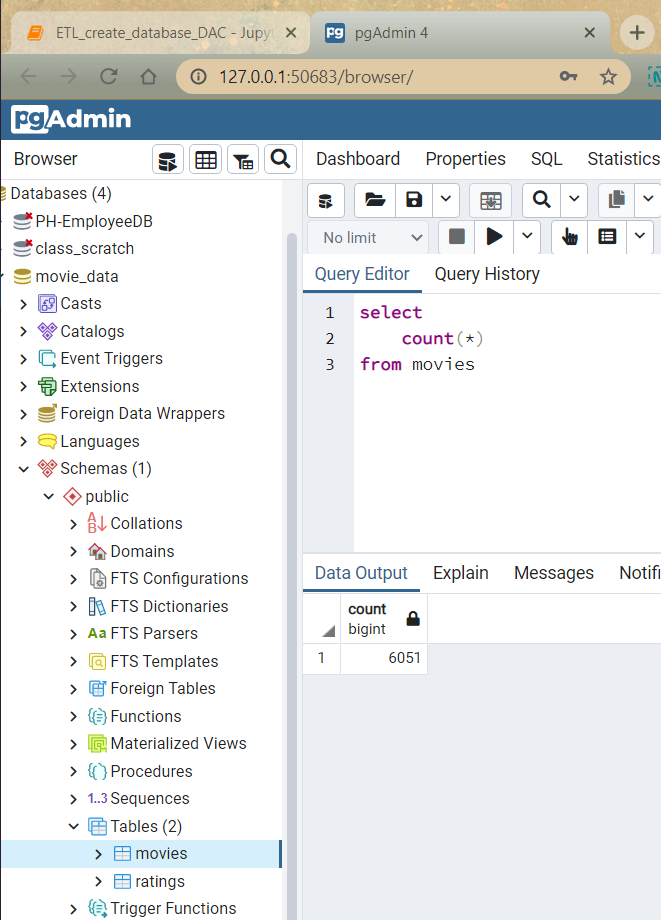 ETL_create_database_DAC - Jupyt
pg pgAdmin 4
127.0.0.1:50683/browser/
pgAdmin
Browser
Dashboard Properties SQL Statistics
Databases (4)
PH-EmployeeDB
class_scratch
movie_data
Casts
Catalogs
Event Triggers
Extensions
Foreign Data Wrappers
Languages
Schemas (1)
public
Collations
Domains
FTS Configurations
FTS Dictionaries
Aa FTS Parsers
FTS Templates
Foreign Tables
Functions
Materialized Views
Procedures
1..3 Sequences
Tables (2)
movies
ratings
Trigger Functions
No limit
Query Editor Query History
1 select
2 count(*)
3 from movies
Data Output Explain Messages Notifi
count
bigint
1 6051